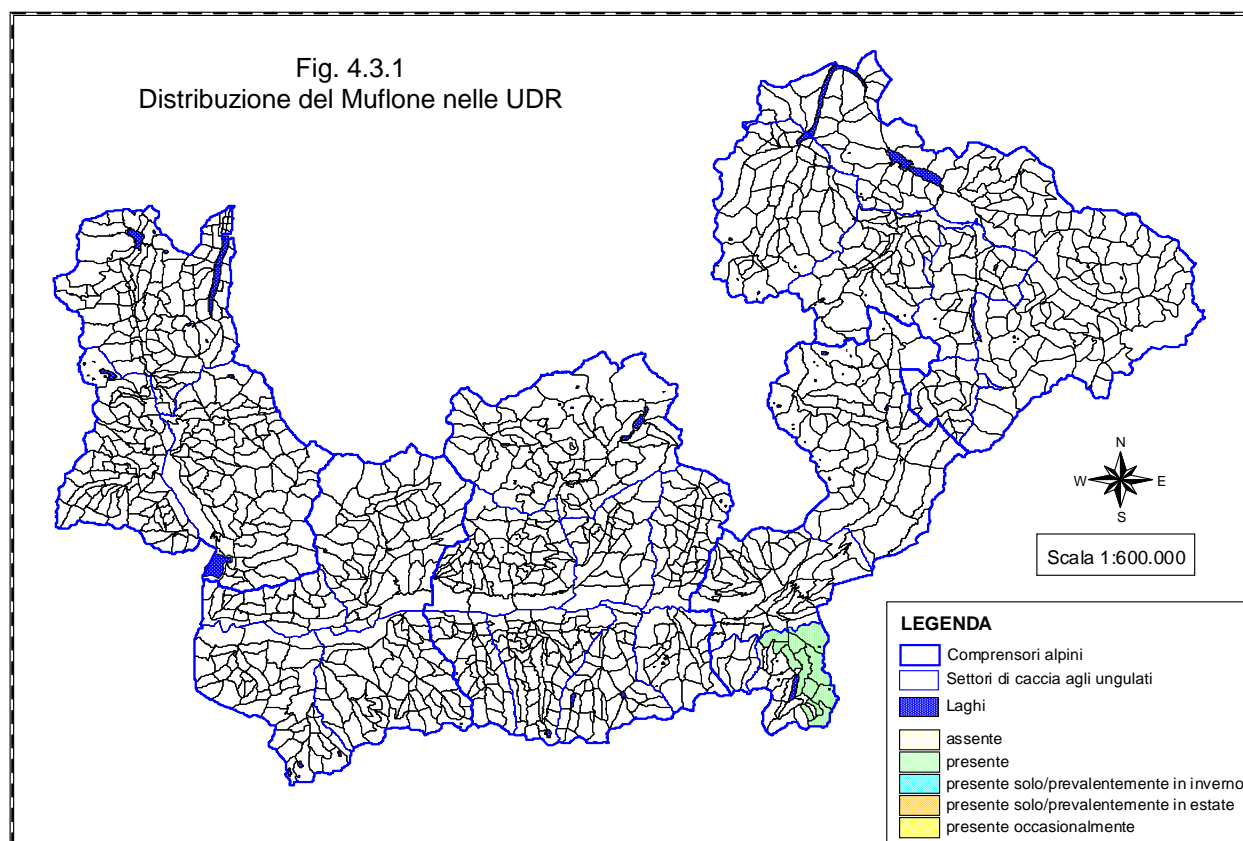 Fig. 4.3.1
Distribuzione del Muflone nelle UDR
N
W E
S
Scala 1:600.000
LEGENDA
Comprensori alpini
Settori di caccia agli ungulati
Laghi
assente
presente
presente solo/prevalentemente in inverno
presente solo/prevalentemente in estate
presente occasionalmente